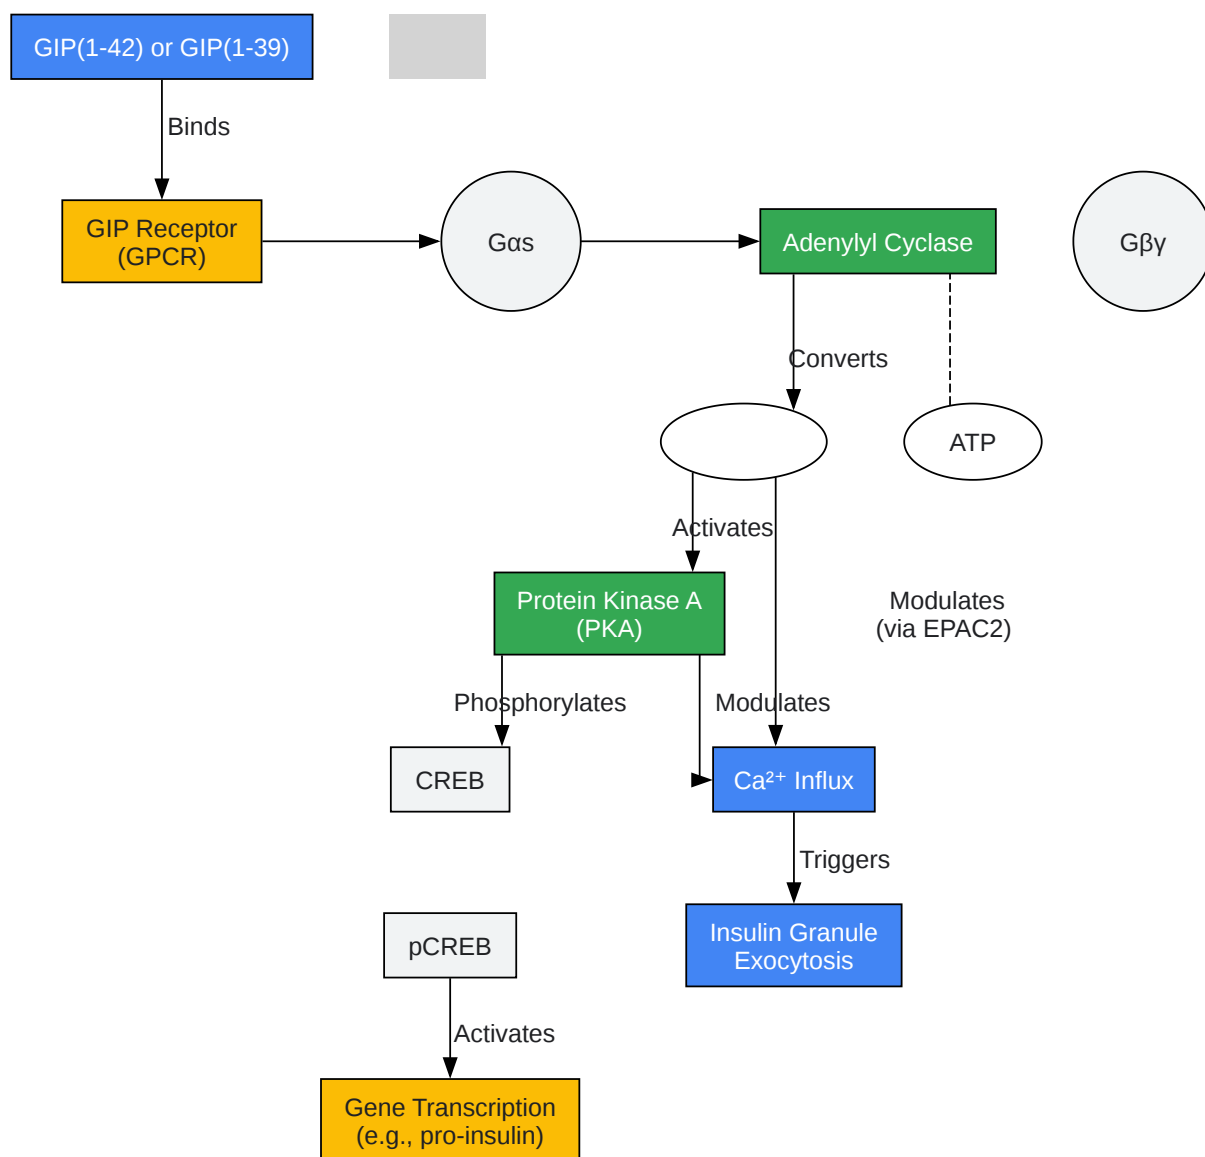 GIP(1-42) or GIP(1-39)
Binds
GIP Receptor
(GPCR)
Gαs
Adenylyl Cyclase
Gβγ
Converts
ATP
Activates
Protein Kinase A
(PKA)
Modulates
(via EPAC2)
Phosphorylates
Modulates
CREB
Ca²⁺ Influx
Triggers
pCREB
Insulin Granule
Exocytosis
Activates
Gene Transcription
(e.g., pro-insulin)